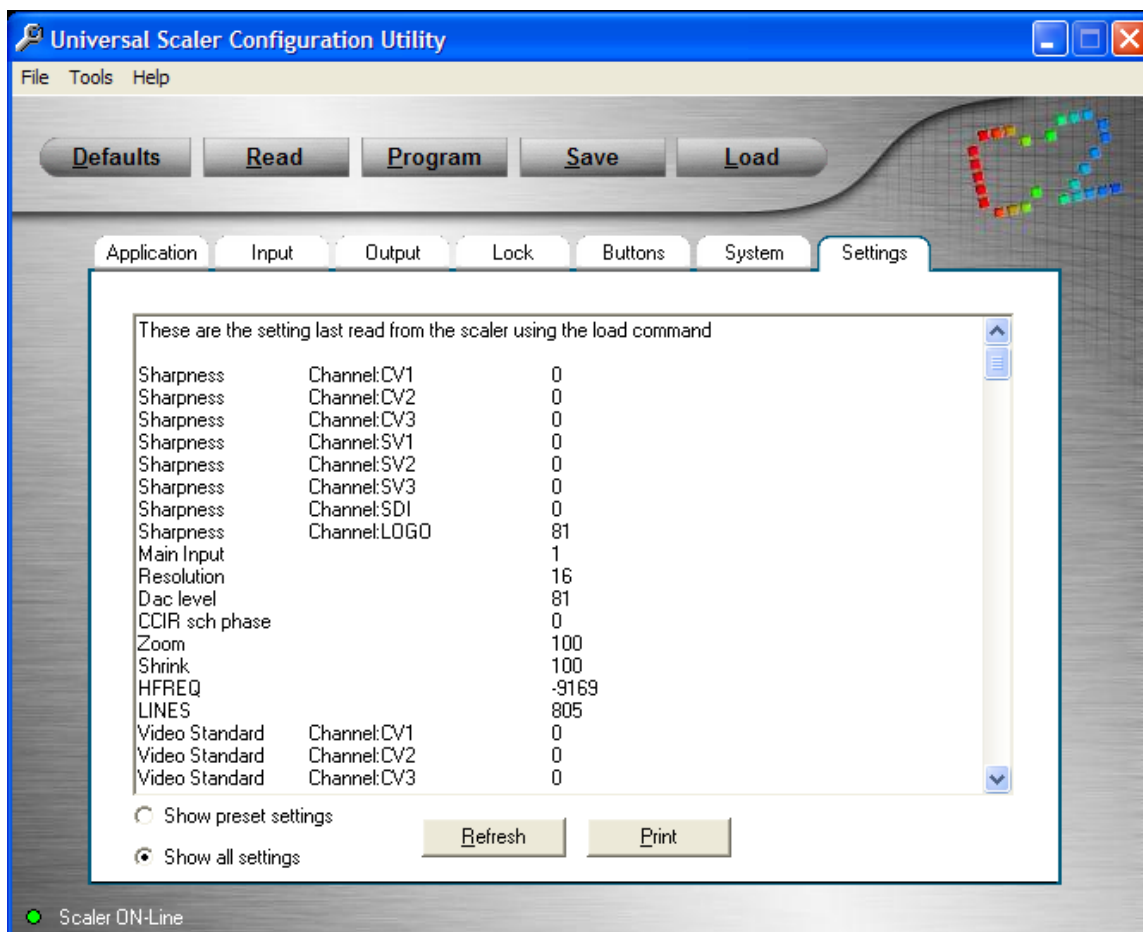 Universal Scaler Configuration Utility
File Tools Help
Defaults Read Program Save Load
C2
Application Input Output Lock Buttons System Settings
These are the setting last read from the scaler using the load command
Sharpness Channel:CV1 0
Sharpness Channel:CV2 0
Sharpness Channel:CV3 0
Sharpness Channel:SV1 0
Sharpness Channel:SV2 0
Sharpness Channel:SV3 0
Sharpness Channel:SDI 0
Sharpness Channel:LOGO 81
Main Input 1
Resolution 16
Dac level 81
CCIR sch phase 0
Zoom 100
Shrink 100
HFREQ -9169
LINES 805
Video Standard Channel:CV1 0
Video Standard Channel:CV2 0
Video Standard Channel:CV3 0
Show preset settings
Refresh Print
Show all settings
Scaler ON-Line